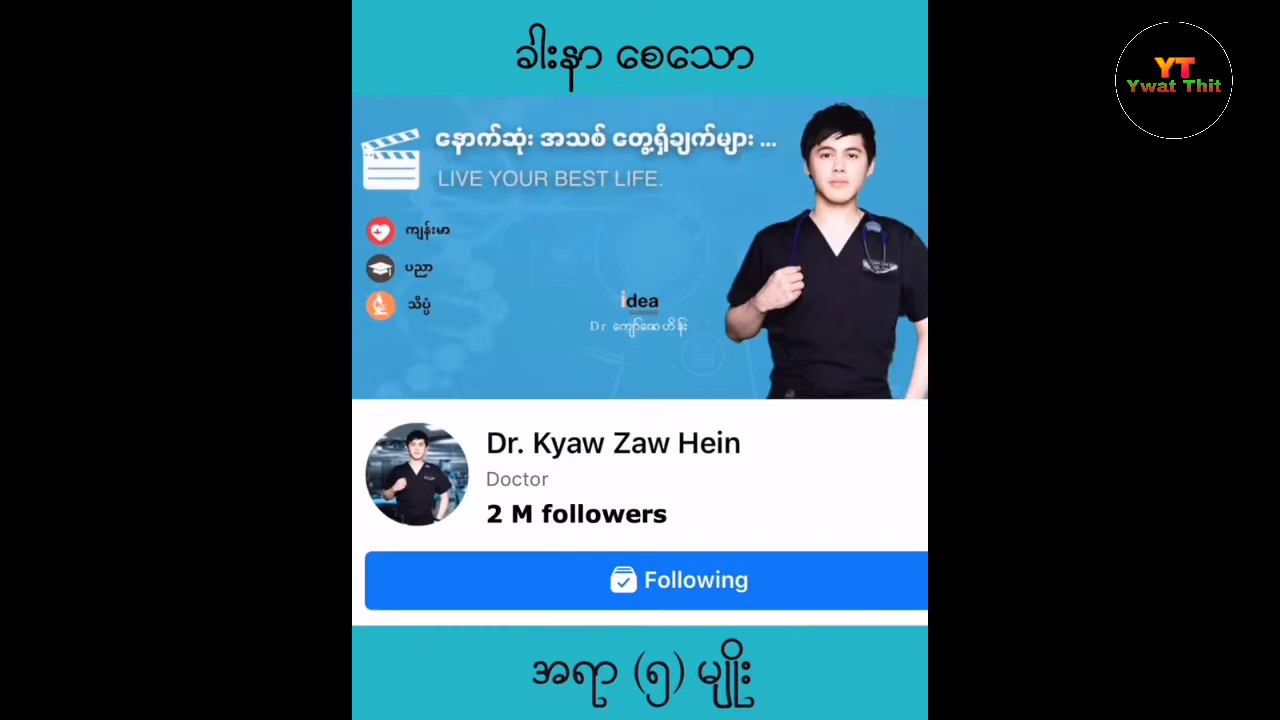 ခါးနာ စေသော
YT
Ywat Thit
နောက်ဆုံး အသစ် တွေ့ရှိချက်များ ...
LIVE YOUR BEST LIFE.
ကျန်းမာ
ပညာ
သိပ္ပံ
idea
Dr ကျော်ဇောဟိန်း
Dr. Kyaw Zaw Hein
Doctor
2 M followers
Following
အရာ (၅) မျိုး